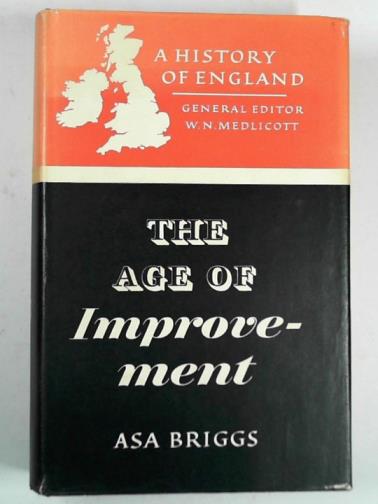 A HISTORY
OF ENGLAND
GENERAL EDITOR
W. N. MEDLICOTT
THE
AGE OF
Improve-
ment
ASA BRIGGS